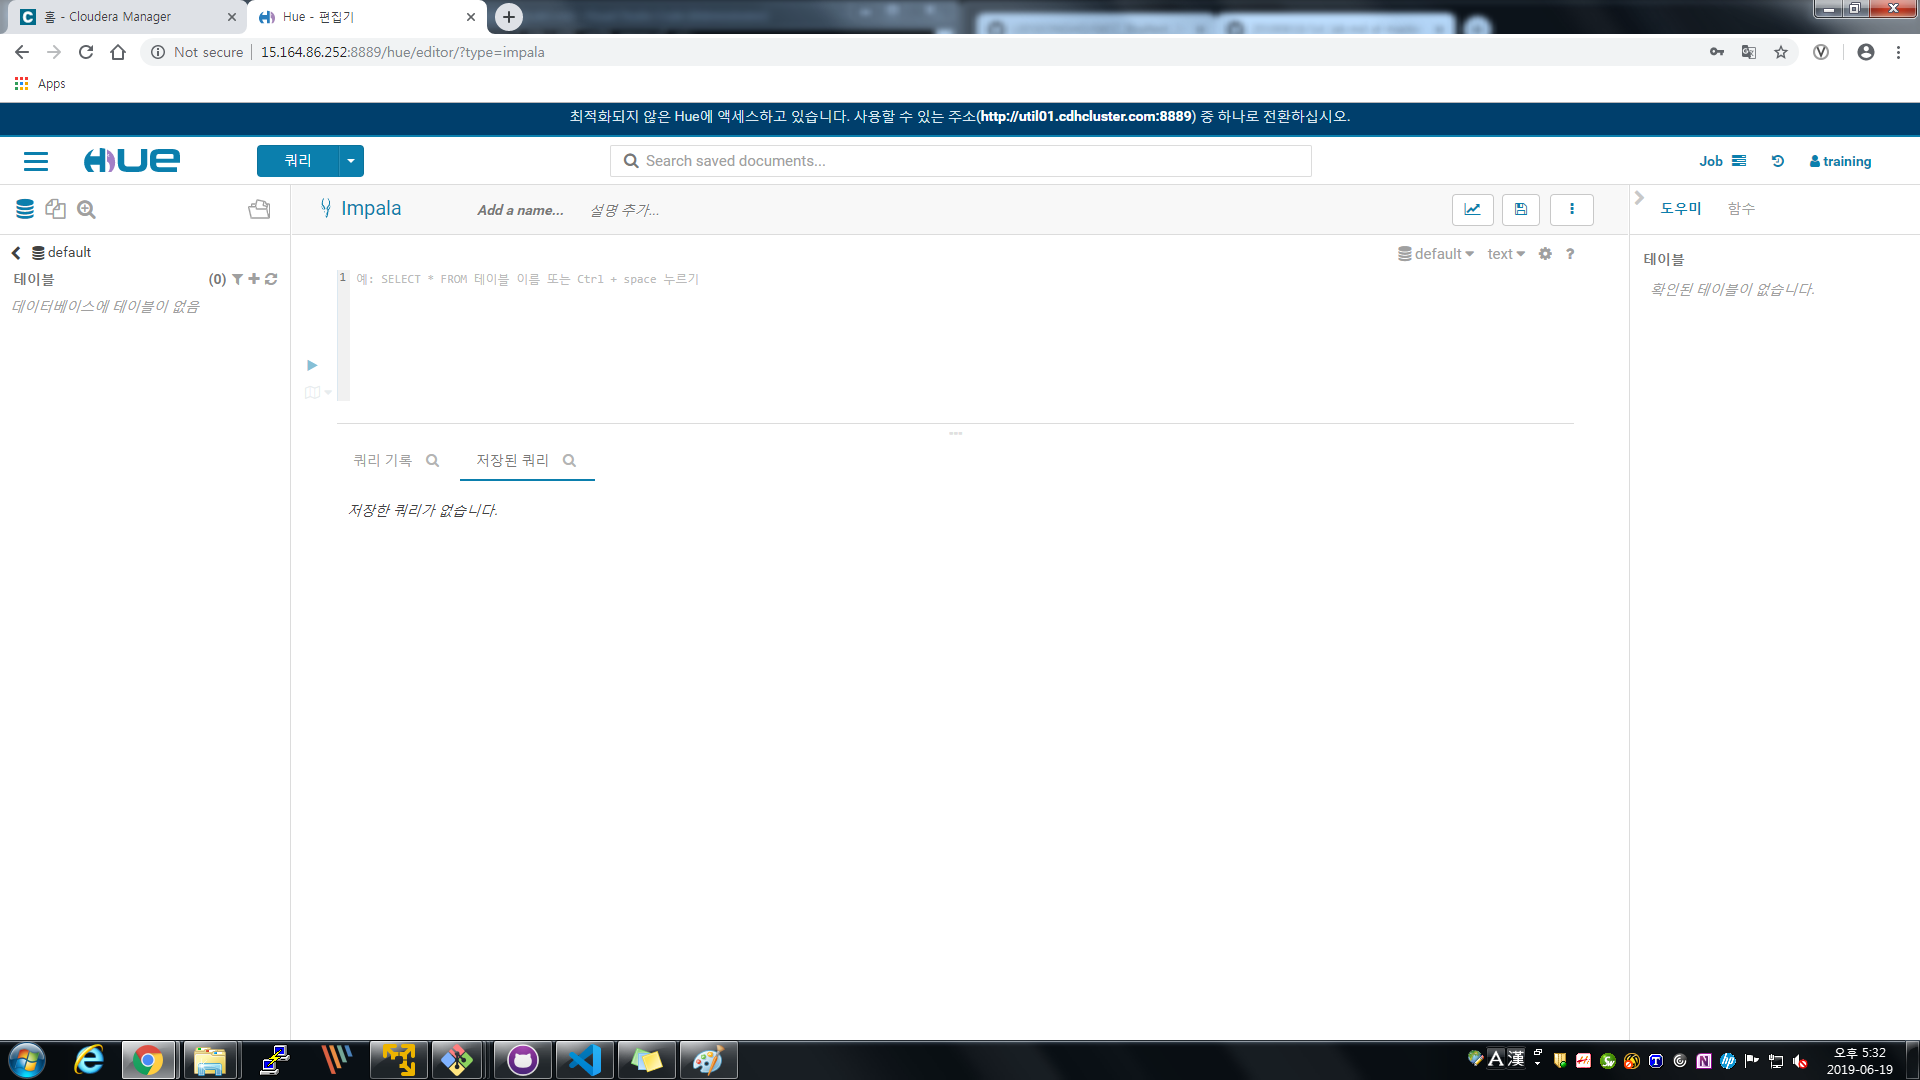 홈 - Cloudera Manager
Hue - 편집기
Not secure
15.164.86.252:8889/hue/editor/?type=impala
Apps
최적화되지 않은 Hue에 액세스하고 있습니다. 사용할 수 있는 주소(http://util01.cdhcluster.com:8889) 중 하나로 전환하십시오.
HUE
쿼리
Search saved documents...
Job
training
Impala
Add a name...
설명 추가...
도우미
함수
default
테이블
(0)
데이터베이스에 테이블이 없음
default
text
?
1
예: SELECT * FROM 테이블 이름 또는 Ctrl + space 누르기
테이블
확인된 테이블이 없습니다.
쿼리 기록
저장된 쿼리
저장한 쿼리가 없습니다.
A 漢
오후 5:32
2019-06-19